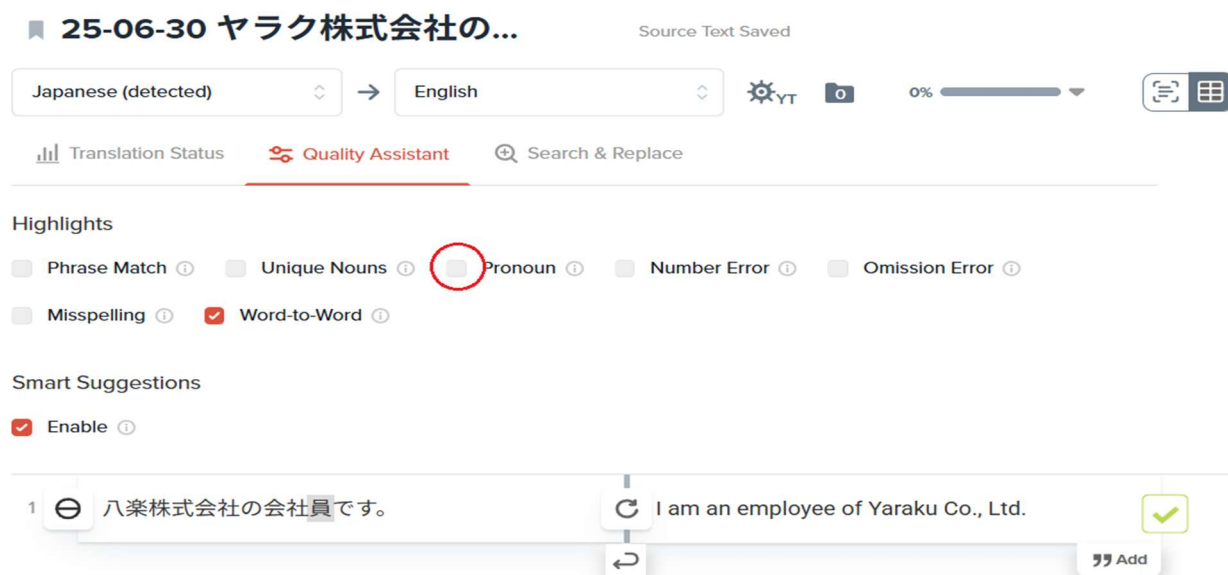 25-06-30 ヤラク株式会社の...
Source Text Saved
Japanese (detected) → English YT O 0%
Translation Status Quality Assistant Search & Replace
Highlights
Phrase Match Unique Nouns Pronoun Number Error Omission Error
Misspelling Word-to-Word
Smart Suggestions
Enable
1 八楽株式会社の会社員です。 I am an employee of Yaraku Co., Ltd.
Add